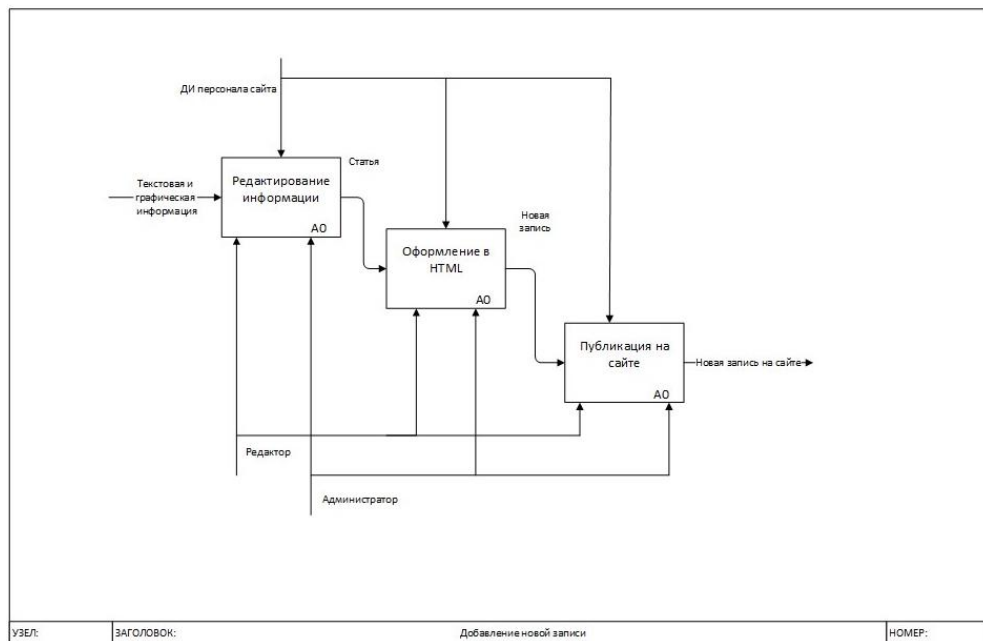 ДИ персонала сайта
Статья
Текстовая и
графическая
информация
Редактирование
информации
A0
Новая
запись
Оформление в
HTML
A0
Публикация на
сайте
A0
Новая запись на сайте
Редактор
Администратор
УЗЕЛ:
ЗАГОЛОВОК:
Добавление новой записи
НОМЕР: